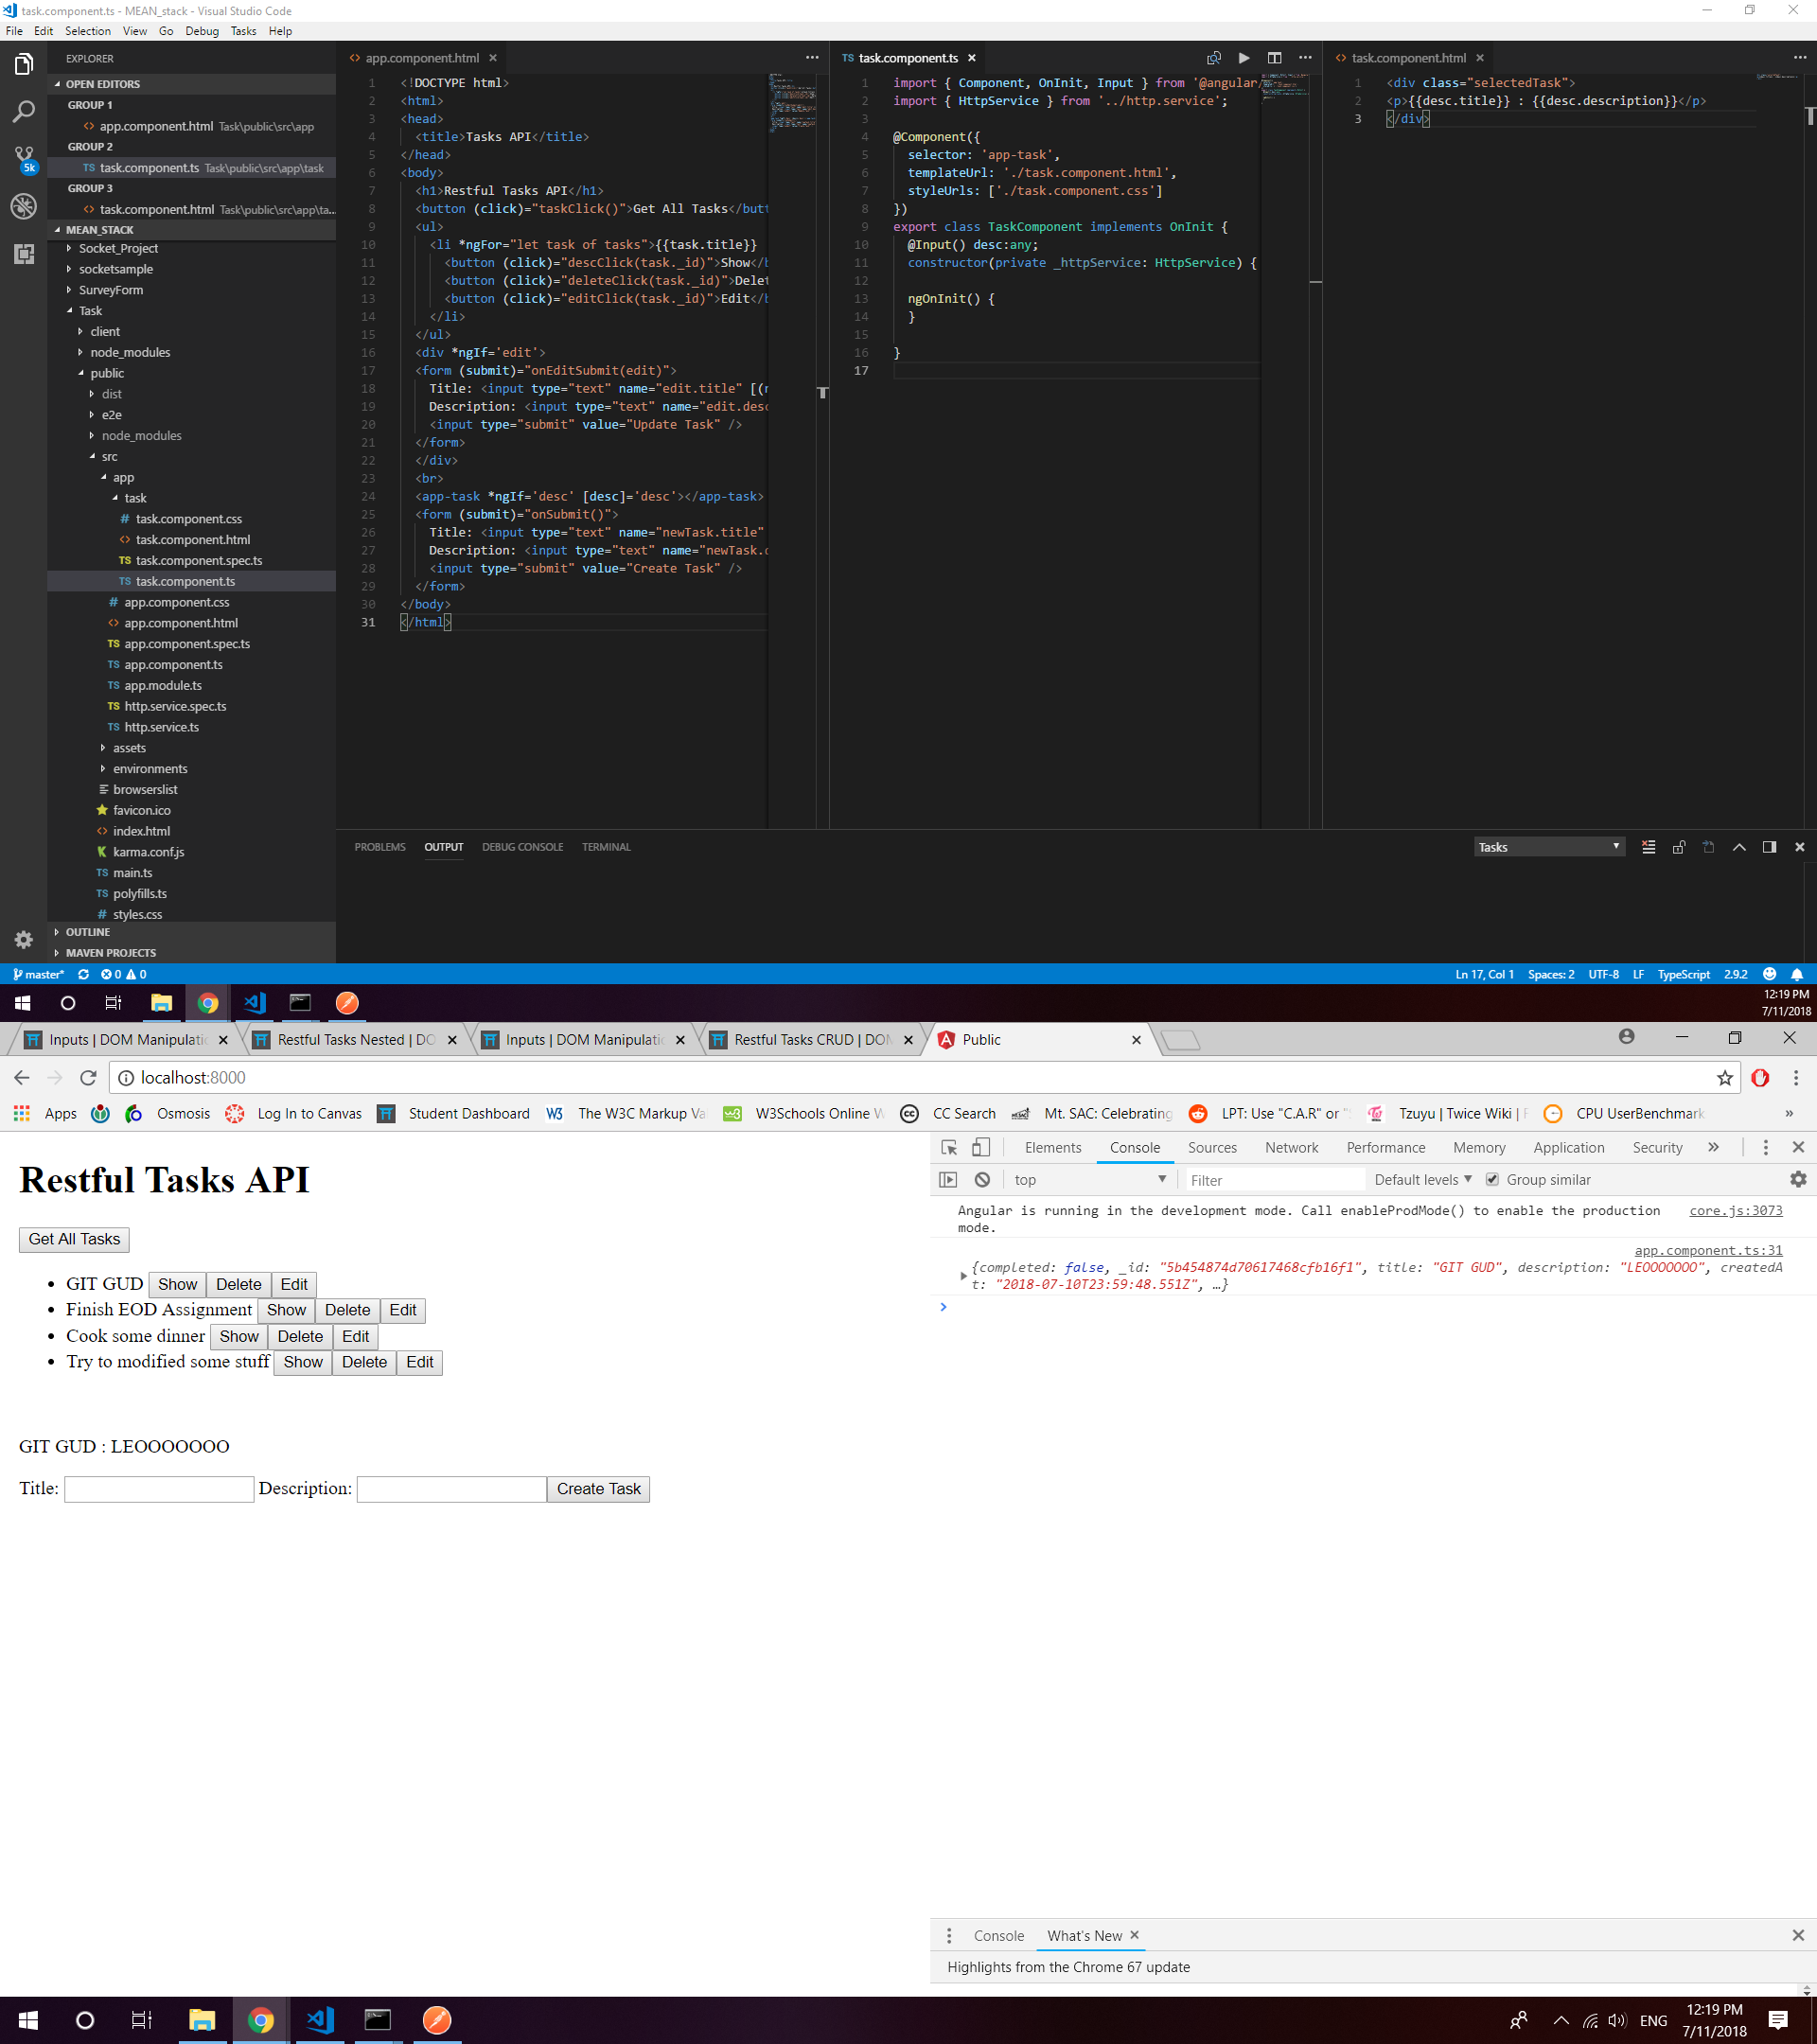 task.component.ts - MEAN_stack - Visual Studio Code
File Edit Selection View Go Debug Tasks Help
EXPLORER
OPEN EDITORS
GROUP 1
app.component.html Task\public\src\app
GROUP 2
TS task.component.ts Task\public\src\app\task
GROUP 3
task.component.html Task\public\src\app\ta...
5k
MEAN_STACK
Socket_Project
socketsample
SurveyForm
Task
client
node_modules
public
dist
e2e
node_modules
src
app
task
# task.component.css
<> task.component.html
TS task.component.spec.ts
TS task.component.ts
# app.component.css
<> app.component.html
TS app.component.spec.ts
TS app.component.ts
TS app.module.ts
TS http.service.spec.ts
TS http.service.ts
assets
environments
browserslist
favicon.ico
<> index.html
karma.conf.js
TS main.ts
TS polyfills.ts
# styles.css
OUTLINE
MAVEN PROJECTS
<> app.component.html
1 <!DOCTYPE html>
2 <html>
3 <head>
4 <title>Tasks API</title>
5 </head>
6 <body>
7 <h1>Restful Tasks API</h1>
8 <button (click)="taskClick()">Get All Tasks</butt
9 <ul>
10 <li *ngFor="let task of tasks">{{task.title}}
11 <button (click)="descClick(task._id)">Show</b
12 <button (click)="deleteClick(task._id)">Delet
13 <button (click)="editClick(task._id)">Edit</b
14 </li>
15 </ul>
16 <div *ngIf='edit'>
17 <form (submit)="onEditSubmit(edit)">
18 Title: <input type="text" name="edit.title" [(n
19 Description: <input type="text" name="edit.desc
20 <input type="submit" value="Update Task" />
21 </form>
22 </div>
23 <br>
24 <app-task *ngIf='desc' [desc]='desc'></app-task>
25 <form (submit)="onSubmit()">
26 Title: <input type="text" name="newTask.title"
27 Description: <input type="text" name="newTask.d
28 <input type="submit" value="Create Task" />
29 </form>
30 </body>
31 </html>
TS task.component.ts
1 import { Component, OnInit, Input } from '@angular/
2 import { HttpService } from '../http.service';
3
4 @Component({
5 selector: 'app-task',
6 templateUrl: './task.component.html',
7 styleUrls: ['./task.component.css']
8 })
9 export class TaskComponent implements OnInit {
10 @Input() desc:any;
11 constructor(private _httpService: HttpService) {
12
13 ngOnInit() {
14 }
15
16 }
17
<> task.component.html
1 <div class="selectedTask">
2 <p>{{desc.title}} : {{desc.description}}</p>
3 </div>
PROBLEMS OUTPUT DEBUG CONSOLE TERMINAL
Tasks
master* 0 0
Ln 17, Col 1 Spaces: 2 UTF-8 LF TypeScript 2.9.2
12:19 PM
7/11/2018
Inputs | DOM Manipulatio Restful Tasks Nested | DO Inputs | DOM Manipulatio Restful Tasks CRUD | DOM Public
localhost:8000
Apps Osmosis Log In to Canvas Student Dashboard The W3C Markup Va W3Schools Online W CC Search Mt. SAC: Celebrating LPT: Use "C.A.R" or " Tzuyu | Twice Wiki | F CPU UserBenchmark »
Restful Tasks API
Get All Tasks
• GIT GUD Show Delete Edit
• Finish EOD Assignment Show Delete Edit
• Cook some dinner Show Delete Edit
• Try to modified some stuff Show Delete Edit
GIT GUD : LEOOOOOOO
Title: Description: Create Task
Elements Console Sources Network Performance Memory Application Security »
top Filter Default levels Group similar
Angular is running in the development mode. Call enableProdMode() to enable the production core.js:3073
mode.
app.component.ts:31
{completed: false, _id: "5b454874d70617468cfb16f1", title: "GIT GUD", description: "LEOOOOOOO", createdA
t: "2018-07-10T23:59:48.551Z", …}
Console What's New
Highlights from the Chrome 67 update
ENG
12:19 PM
7/11/2018